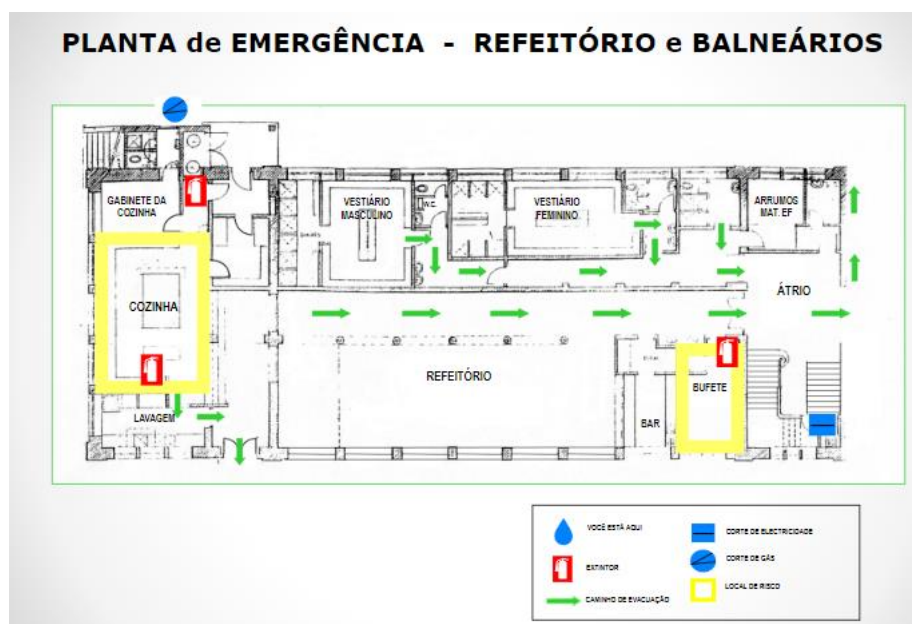 PLANTA de EMERGÊNCIA - REFEITÓRIO e BALNEÁRIOS
GABINETE DA
COZINHA
VESTIÁRIO
MASCULINO
W.C.
VESTIÁRIO
FEMININO
ARRUMOS
MAT. EF
COZINHA
ÁTRIO
REFEITÓRIO
BUFETE
LAVAGEM
BAR
VOCÊ ESTÁ AQUI
CORTE DE ELECTRICIDADE
EXTINTOR
CORTE DE GÁS
CAMINHO DE EVACUAÇÃO
LOCAL DE RISCO